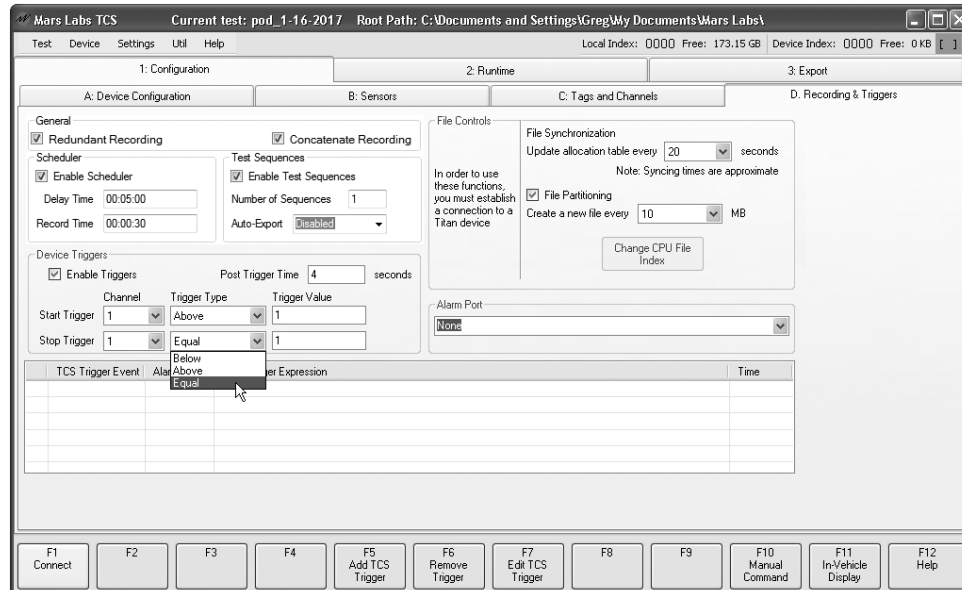 Mars Labs TCS Current test: pod_1-16-2017 Root Path: C:\Documents and Settings\Greg\My Documents\Mars Labs\
Test Device Settings Util Help Local Index: 0000 Free: 173.15 GB Device Index: 0000 Free: 0 KB [ ]
1: Configuration 2: Runtime 3: Export
A: Device Configuration B: Sensors C: Tags and Channels D. Recording & Triggers
General
Redundant Recording Concatenate Recording
Scheduler
Enable Scheduler
Delay Time 00:05:00
Record Time 00:00:30
Test Sequences
Enable Test Sequences
Number of Sequences 1
Auto-Export Disabled
File Controls
In order to use
these functions,
you must establish
a connection to a
Titan device
File Synchronization
Update allocation table every 20 seconds
Note: Syncing times are approximate
File Partitioning
Create a new file every 10 MB
Change CPU File
Index
Device Triggers
Enable Triggers Post Trigger Time 4 seconds
Channel Trigger Type Trigger Value
Start Trigger 1 Above 1
Stop Trigger 1 Equal 1
Below
Above
Equal
Alarm Port
None
TCS Trigger Event Alar ger Expression Time
F1
Connect
F2
F3
F4
F5
Add TCS
Trigger
F6
Remove
Trigger
F7
Edit TCS
Trigger
F8
F9
F10
Manual
Command
F11
In-Vehicle
Display
F12
Help